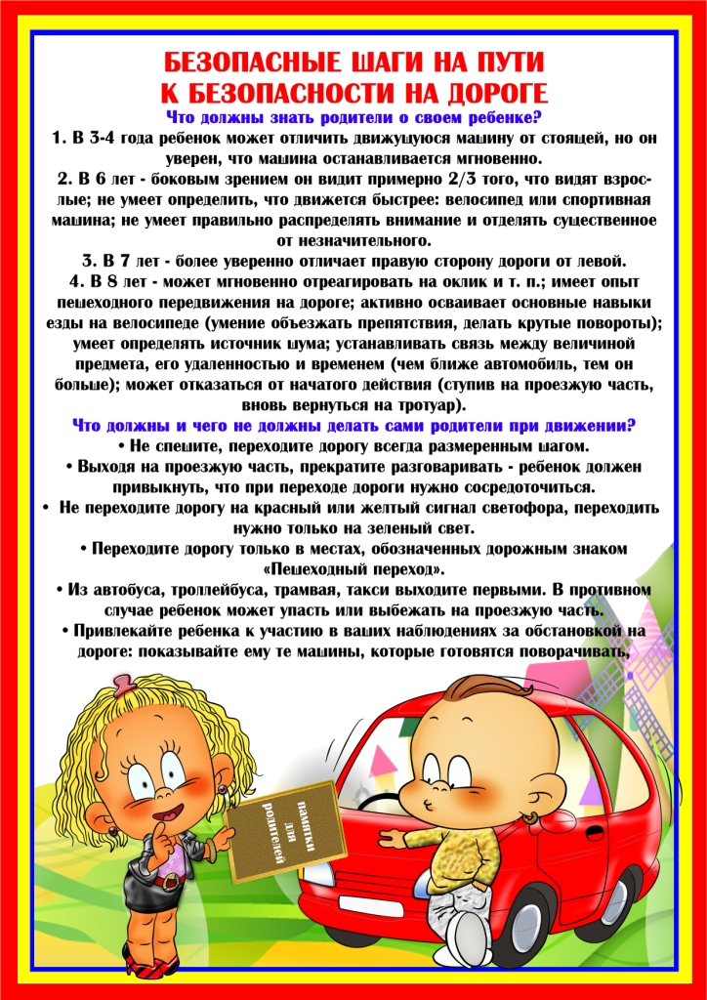 БЕЗОПАСНЫЕ ШАГИ НА ПУТИ
К БЕЗОПАСНОСТИ НА ДОРОГЕ
Что должны знать родители о своем ребенке?
1. В 3-4 года ребенок может отличить движущуюся машину от стоящей, но он
уверен, что машина останавливается мгновенно.
2. В 6 лет - боковым зрением он видит примерно 2/3 того, что видят взрос-
лые; не умеет определить, что движется быстрее: велосипед или спортивная
машина; не умеет правильно распределять внимание и отделять существенное
от незначительного.
3. В 7 лет - более уверенно отличает правую сторону дороги от левой.
4. В 8 лет - может мгновенно отреагировать на оклик и т. п.; имеет опыт
пешеходного передвижения на дороге; активно осваивает основные навыки
езды на велосипеде (умение объезжать препятствия, делать крутые повороты);
умеет определять источник шума; устанавливать связь между величиной
предмета, его удаленностью и временем (чем ближе автомобиль, тем он
больше); может отказаться от начатого действия (ступив на проезжую часть,
вновь вернуться на тротуар).
Что должны и чего не должны делать сами родители при движении?
• Не спешите, переходите дорогу всегда размеренным шагом.
• Выходя на проезжую часть, прекратите разговаривать - ребенок должен
привыкнуть, что при переходе дороги нужно сосредоточиться.
• Не переходите дорогу на красный или желтый сигнал светофора, переходить
нужно только на зеленый свет.
• Переходите дорогу только в местах, обозначенных дорожным знаком
«Пешеходный переход».
• Из автобуса, троллейбуса, трамвая, такси выходите первыми. В противном
случае ребенок может упасть или выбежать на проезжую часть.
• Привлекайте ребенка к участию в ваших наблюдениях за обстановкой на
дороге: показывайте ему те машины, которые готовятся поворачивать,
памятки
для
родителей